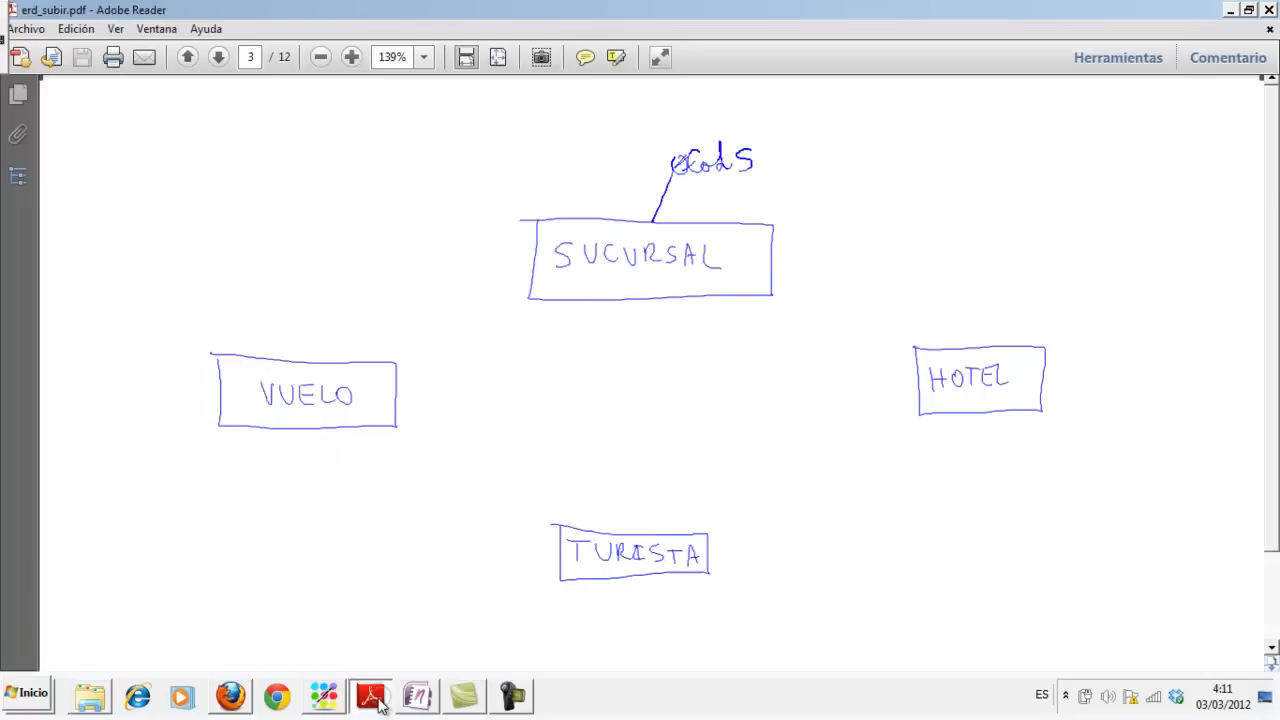 erd_subir.pdf - Adobe Reader
Archivo Edición Ver Ventana Ayuda
3 / 12 139% Herramientas Comentario
CodS
SUCURSAL
VUELO
HOTEL
TURISTA
Inicio ES 4:11
03/03/2012